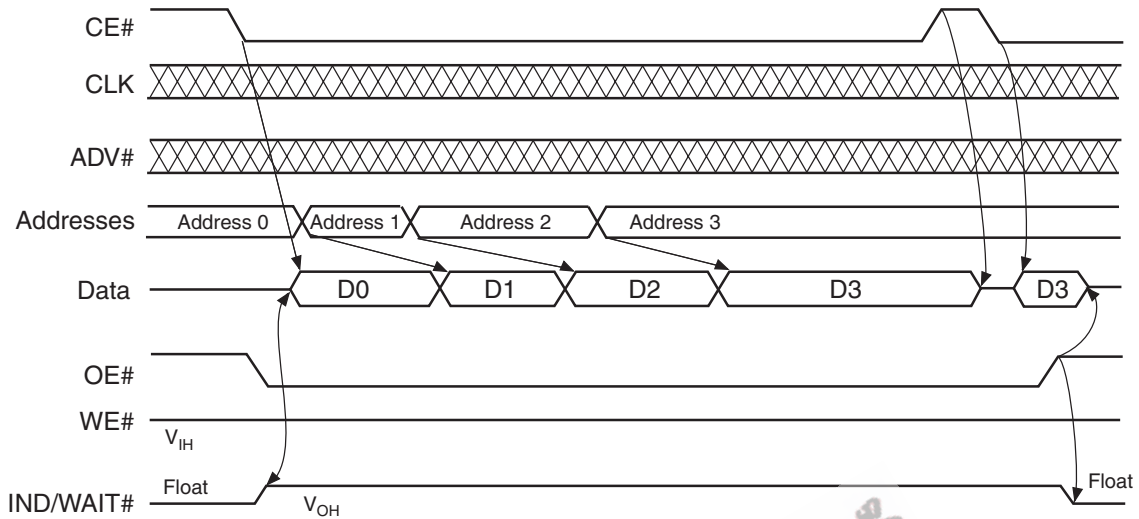 CE#
CLK
ADV#
Addresses Address 0 Address 1 Address 2 Address 3
Data D0 D1 D2 D3 D3
OE#
WE#
VIH
IND/WAIT# Float VOH Float